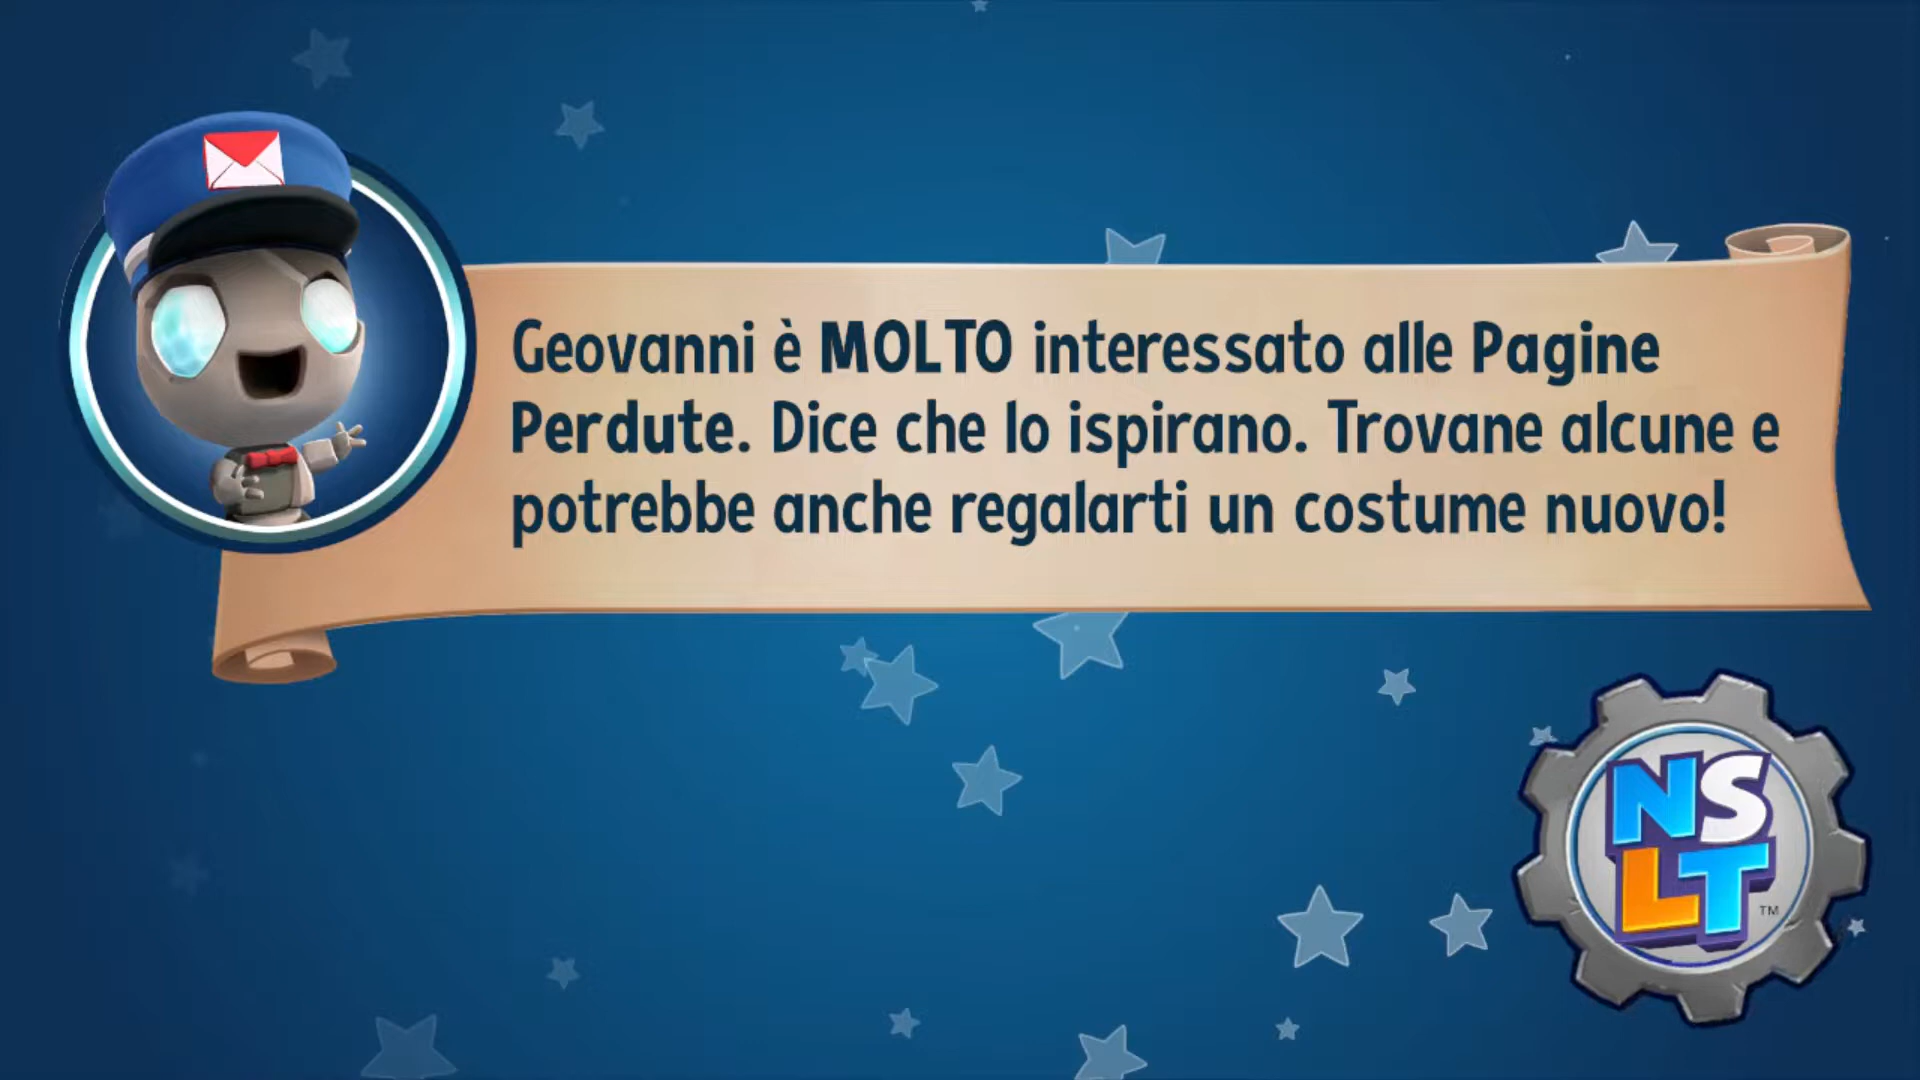 Geovanni è MOLTO interessato alle Pagine
Perdute. Dice che lo ispirano. Trovane alcune e
potrebbe anche regalarti un costume nuovo!
NS
LT
TM